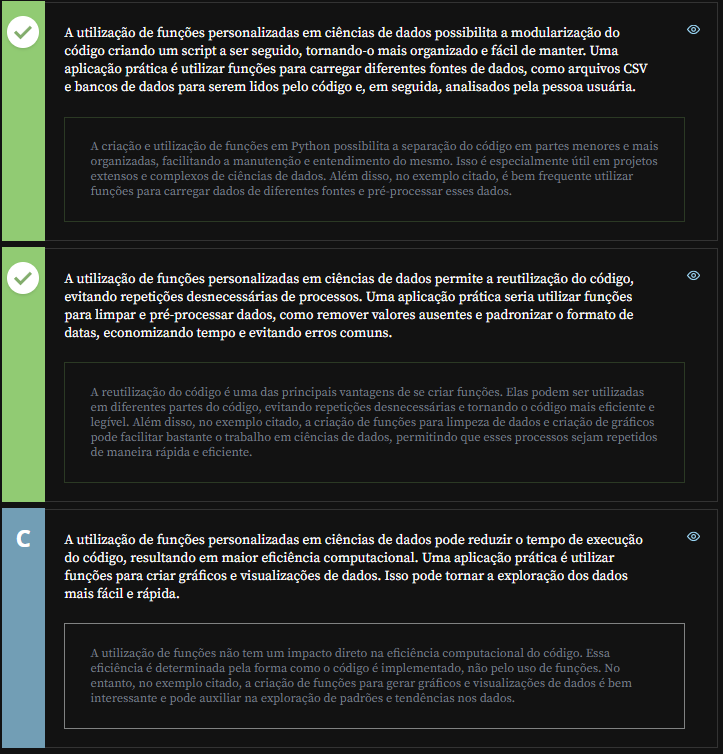 A utilização de funções personalizadas em ciências de dados possibilita a modularização do
código criando um script a ser seguido, tornando-o mais organizado e fácil de manter. Uma
aplicação prática é utilizar funções para carregar diferentes fontes de dados, como arquivos CSV
e bancos de dados para serem lidos pelo código e, em seguida, analisados pela pessoa usuária.
A criação e utilização de funções em Python possibilita a separação do código em partes menores e mais
organizadas, facilitando a manutenção e entendimento do mesmo. Isso é especialmente útil em projetos
extensos e complexos de ciências de dados. Além disso, no exemplo citado, é bem frequente utilizar
funções para carregar dados de diferentes fontes e pré-processar esses dados.
A utilização de funções personalizadas em ciências de dados permite a reutilização do código,
evitando repetições desnecessárias de processos. Uma aplicação prática seria utilizar funções
para limpar e pré-processar dados, como remover valores ausentes e padronizar o formato de
datas, economizando tempo e evitando erros comuns.
A reutilização do código é uma das principais vantagens de se criar funções. Elas podem ser utilizadas
em diferentes partes do código, evitando repetições desnecessárias e tornando o código mais eficiente e
legível. Além disso, no exemplo citado, a criação de funções para limpeza de dados e criação de gráficos
pode facilitar bastante o trabalho em ciências de dados, permitindo que esses processos sejam repetidos
de maneira rápida e eficiente.
C
A utilização de funções personalizadas em ciências de dados pode reduzir o tempo de execução
do código, resultando em maior eficiência computacional. Uma aplicação prática é utilizar
funções para criar gráficos e visualizações de dados. Isso pode tornar a exploração dos dados
mais fácil e rápida.
A utilização de funções não tem um impacto direto na eficiência computacional do código. Essa
eficiência é determinada pela forma como o código é implementado, não pelo uso de funções. No
entanto, no exemplo citado, a criação de funções para gerar gráficos e visualizações de dados é bem
interessante e pode auxiliar na exploração de padrões e tendências nos dados.